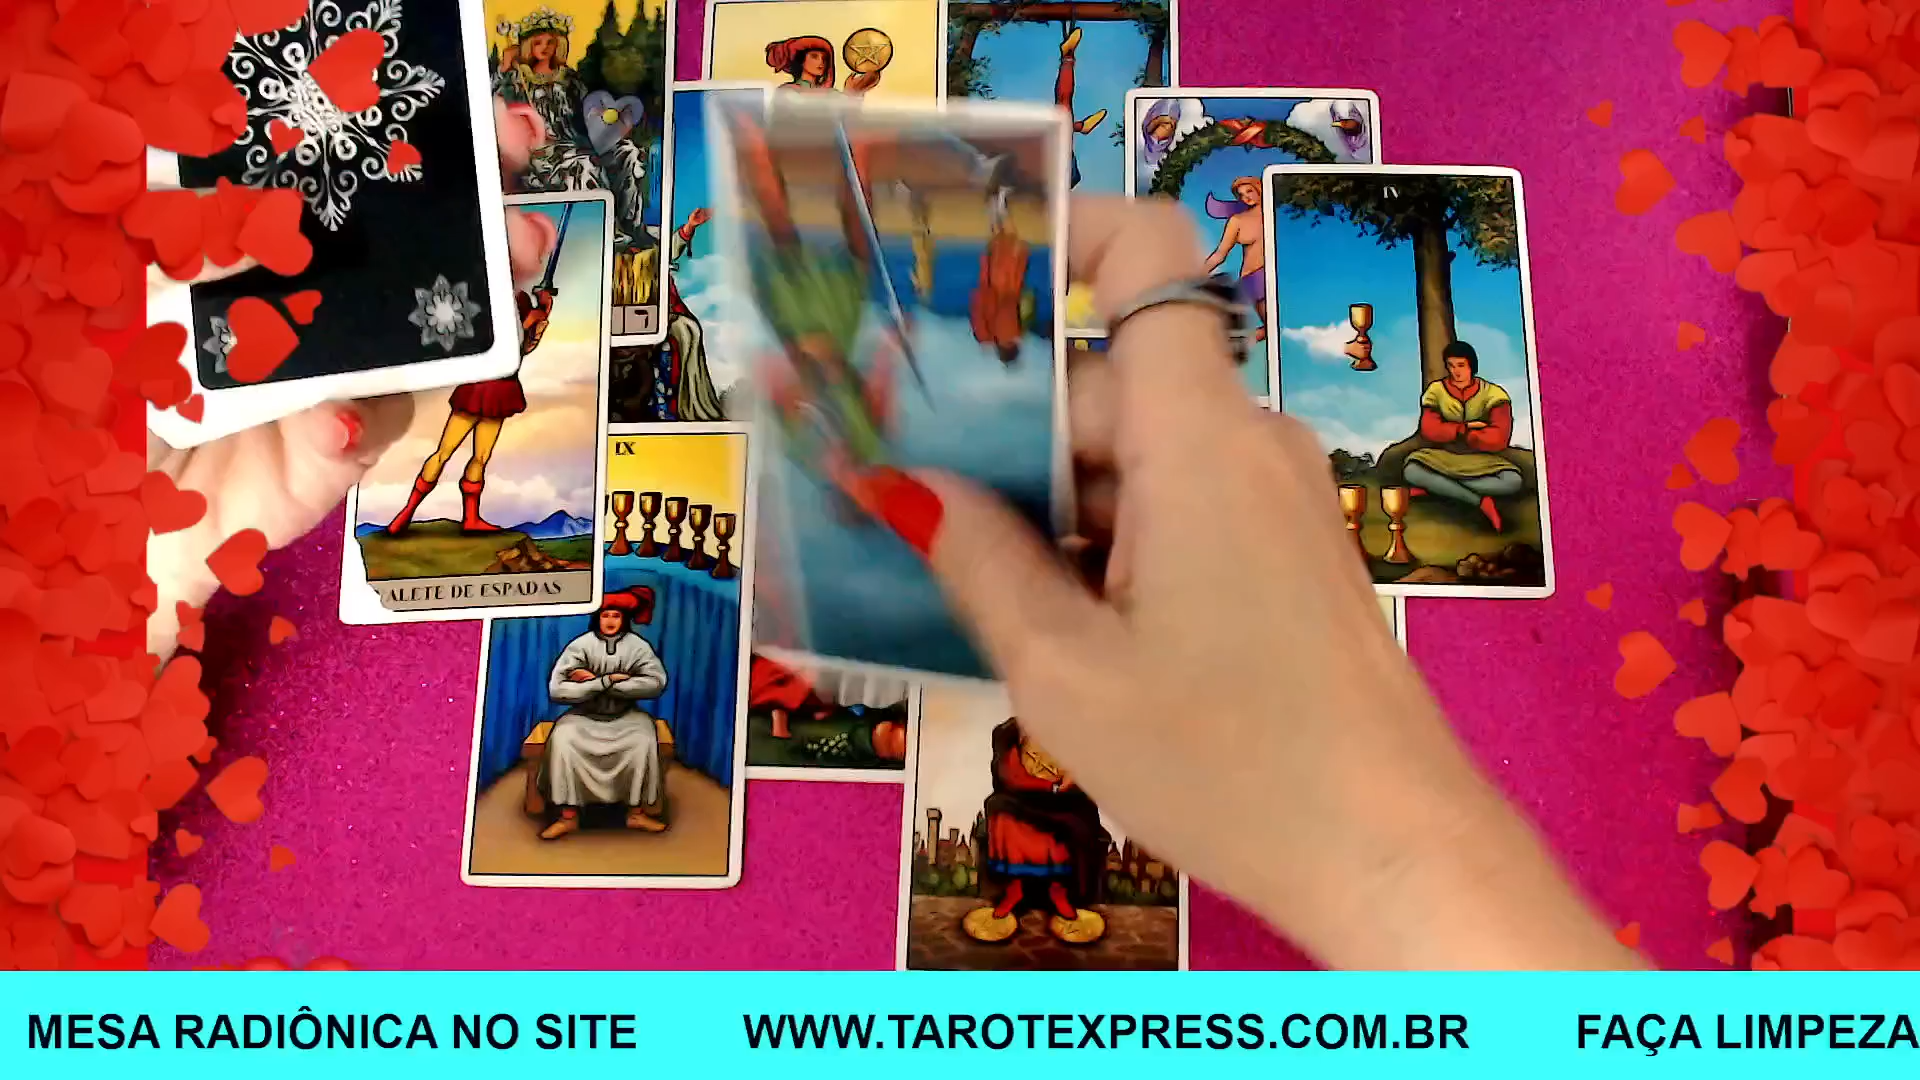 IV
IX
ALETE DE ESPADAS
MESA RADIÔNICA NO SITE WWW.TAROTEXPRESS.COM.BR FAÇA LIMPEZA